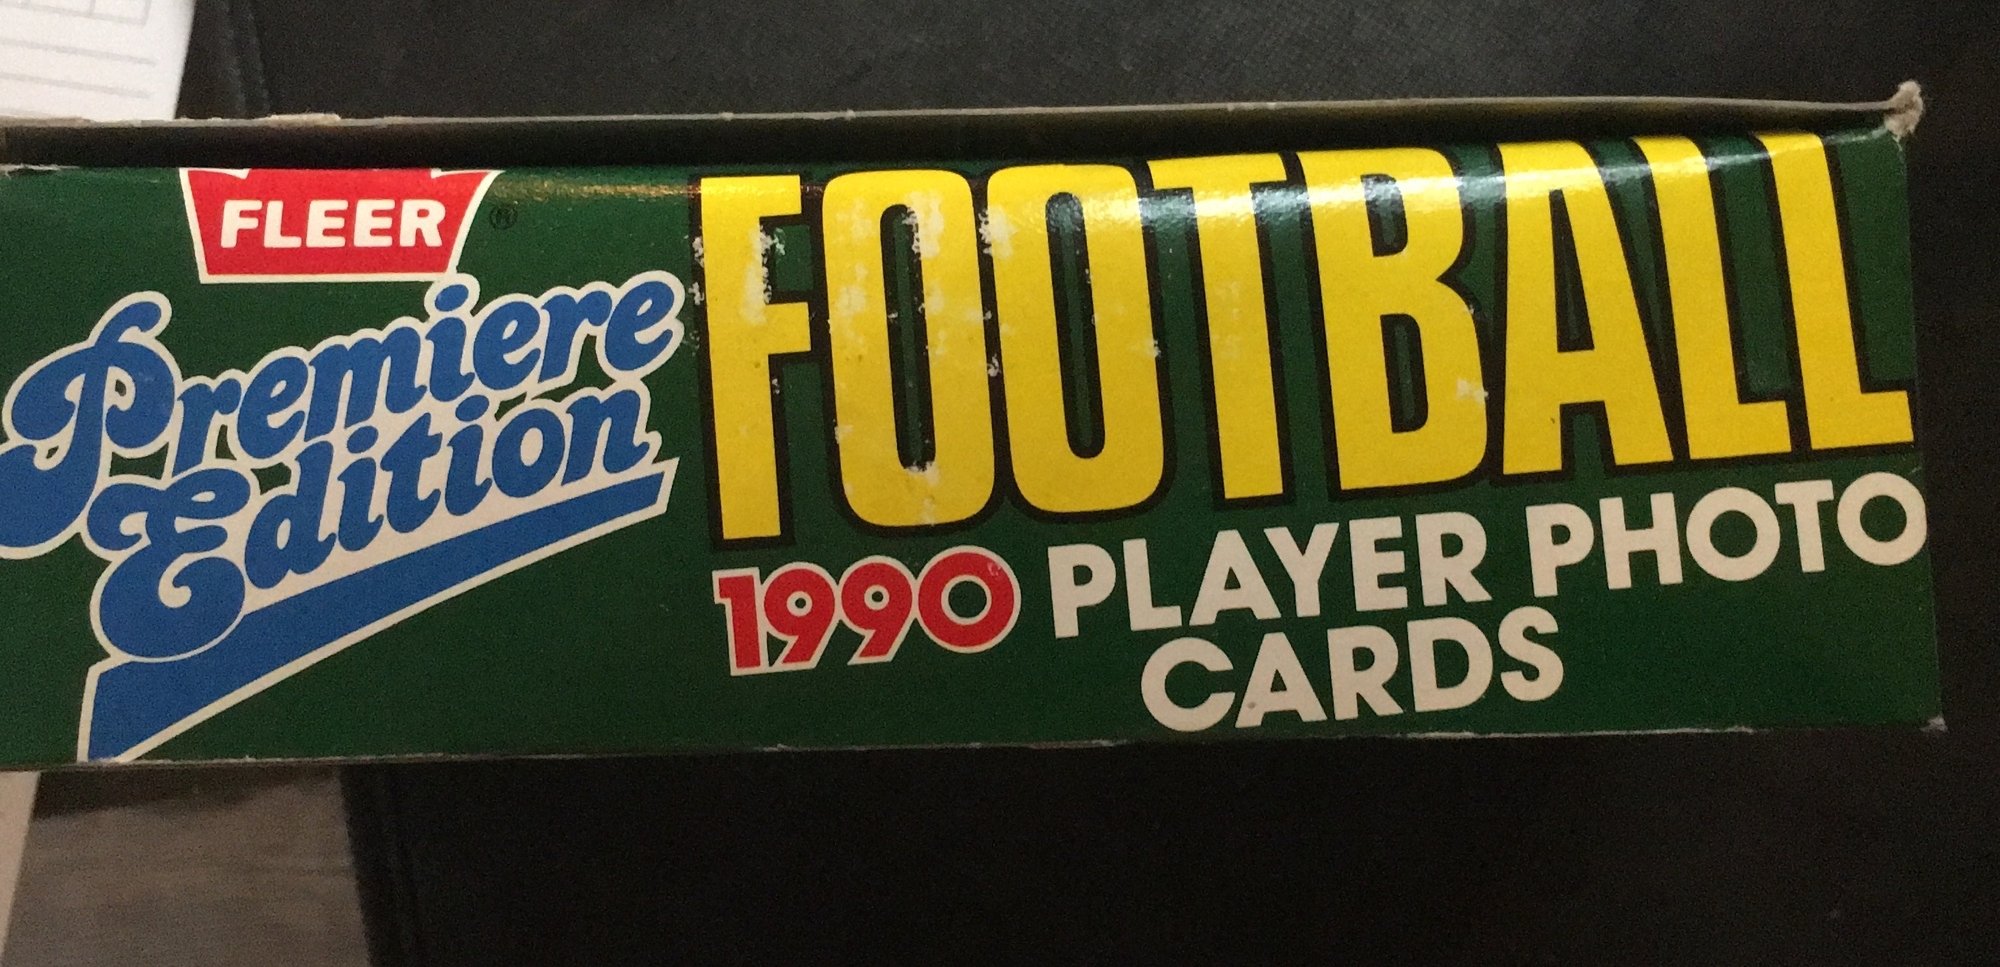 FLEER ®
Premiere
Edition
FOOTBALL
1990 PLAYER PHOTO
CARDS